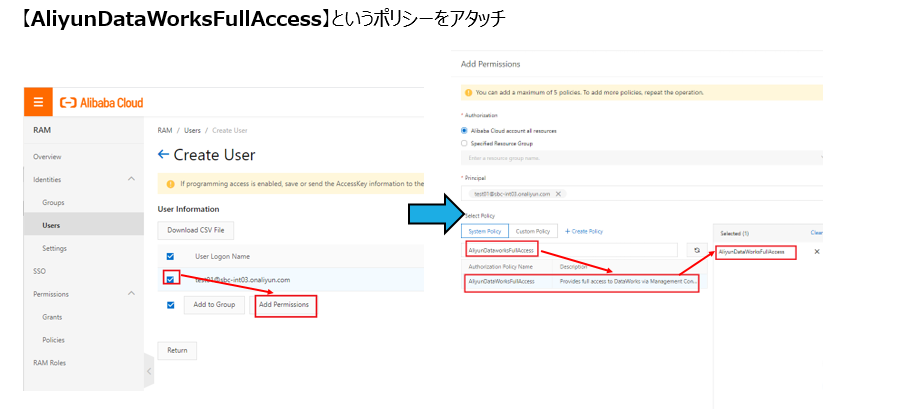 【AliyunDataWorksFullAccess】というポリシーをアタッチ
Alibaba Cloud
RAM
Overview
Identities
Groups
Users
Settings
SSO
Permissions
Grants
Policies
RAM Roles
RAM / Users / Create User
Create User
If programming access is enabled, save or send the AccessKey information to the
User Information
Download CSV File
User Logon Name
test01@sbc-int03.onaliyun.com
Add to Group
Add Permissions
Return
Add Permissions
You can add a maximum of 5 policies. To add more policies, repeat the operation.
* Authorization
Alibaba Cloud account all resources
Specified Resource Group
Enter a resource group name.
* Principal
test01@sbc-int03.onaliyun.com ×
Select Policy
System Policy
Custom Policy
+ Create Policy
AliyunDataworksFullAccess
Authorization Policy Name
Description
AliyunDataWorksFullAccess
Provides full access to DataWorks via Management Con...
Selected (1)
Clear
AliyunDataWorksFullAccess
×